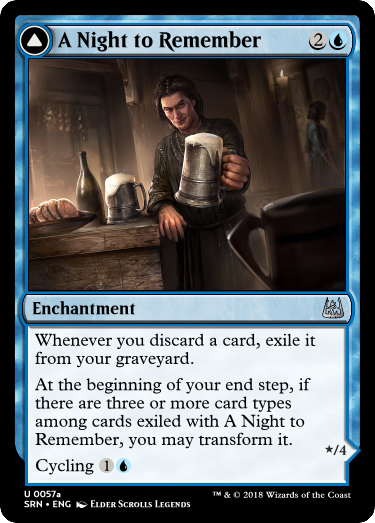 A Night to Remember 2
Enchantment
Whenever you discard a card, exile it
from your graveyard.
At the beginning of your end step, if
there are three or more card types
among cards exiled with A Night to
Remember, you may transform it.
Cycling 1
*/4
U 0057a
SRN • ENG Elder Scrolls Legends
™ & © 2018 Wizards of the Coast